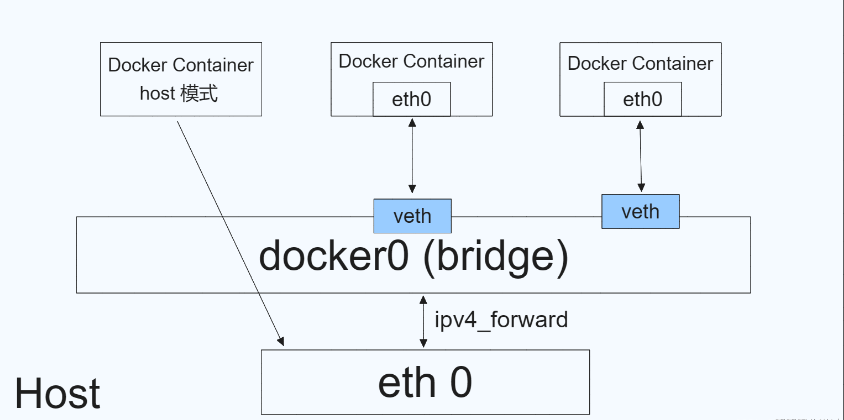 Docker Container
host 模式
Docker Container
eth0
Docker Container
eth0
veth
veth
docker0 (bridge)
ipv4_forward
eth 0
Host